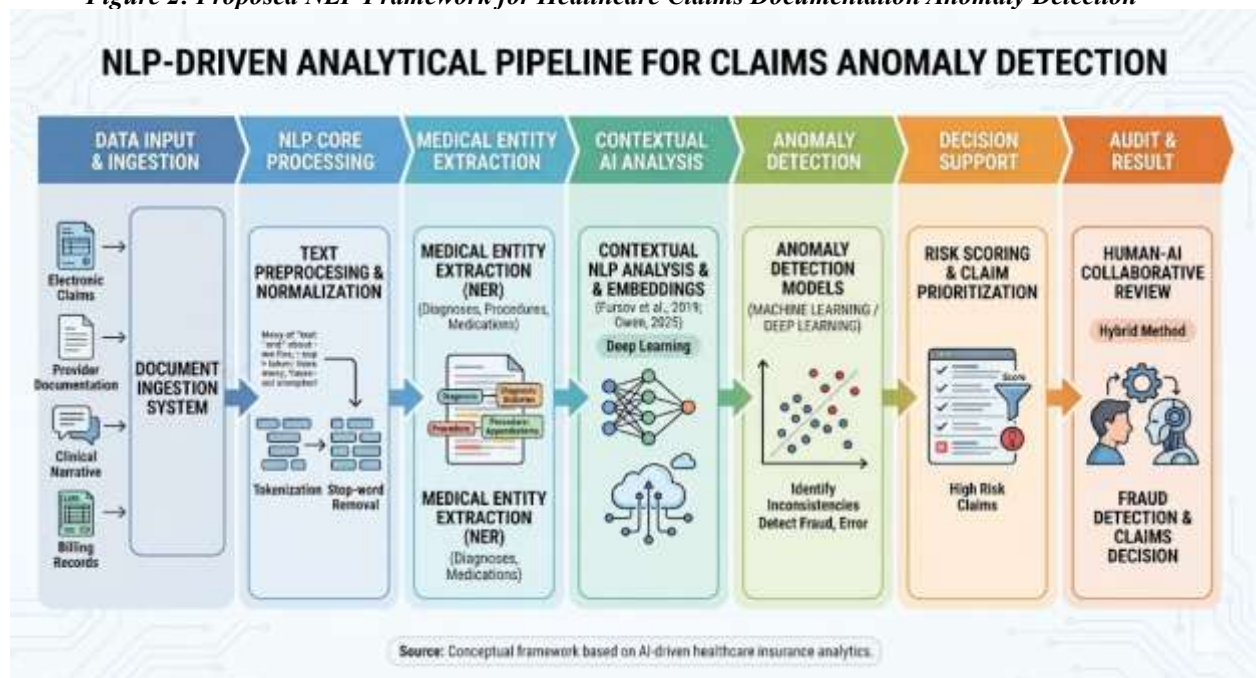 Figure 2: Proposed NLP Framework for Healthcare Claims Documentation Anomaly Detection
NLP-DRIVEN ANALYTICAL PIPELINE FOR CLAIMS ANOMALY DETECTION
DATA INPUT
& INGESTION
Electronic
Claims
Provider
Documentation
Clinical
Narrative
Billing
Records
DOCUMENT
INGESTION
SYSTEM
NLP CORE
PROCESSING
TEXT
PREPROCESING &
NORMALIZATION
Tokenization
Stop-word
Removal
MEDICAL ENTITY
EXTRACTION
MEDICAL ENTITY
EXTRACTION
(NER)
(Diagnoses, Procedures,
Medications)
Diagnosis
Procedure
MEDICAL ENTITY
EXTRACTION
(NER)
(Diagnoses,
Medications)
CONTEXTUAL
AI ANALYSIS
CONTEXTUAL
NLP ANALYSIS &
& EMBEDDINGS
(Fursov et al., 2019;
Owen, 2025)
Deep Learning
ANOMALY
DETECTION
ANOMALY
DETECTION
MODELS
(MACHINE LEARNING /
DEEP LEARNING)
Identify
Inconsistencies
Detect Fraud, Error
DECISION
SUPPORT
RISK SCORING
& CLAIM
PRIORITIZATION
Score
High Risk
Claims
AUDIT &
RESULT
HUMAN-AI
COLLABORATIVE
REVIEW
Hybrid Method
FRAUD
DETECTION &
CLAIMS
DECISION
Source: Conceptual framework based on AI-driven healthcare insurance analytics.